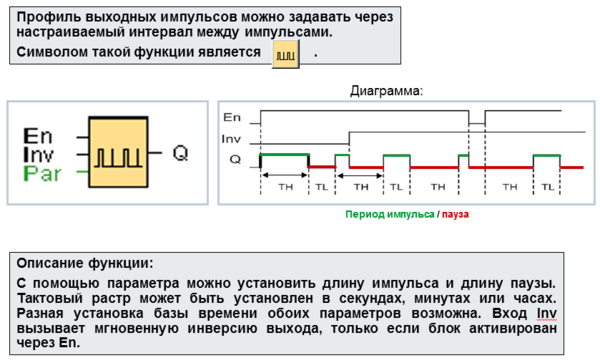 Профиль выходных импульсов можно задавать через
настраиваемый интервал между импульсами.
Символом такой функции является .
Диаграмма:
En
Inv
Par
Q
En
Inv
Q
TH TL TH TL TH TH TL
Период импульса / пауза
Описание функции:
С помощью параметра можно установить длину импульса и длину паузы.
Тактовый растр может быть установлен в секундах, минутах или часах.
Разная установка базы времени обоих параметров возможна. Вход Inv
вызывает мгновенную инверсию выхода, только если блок активирован
через En.